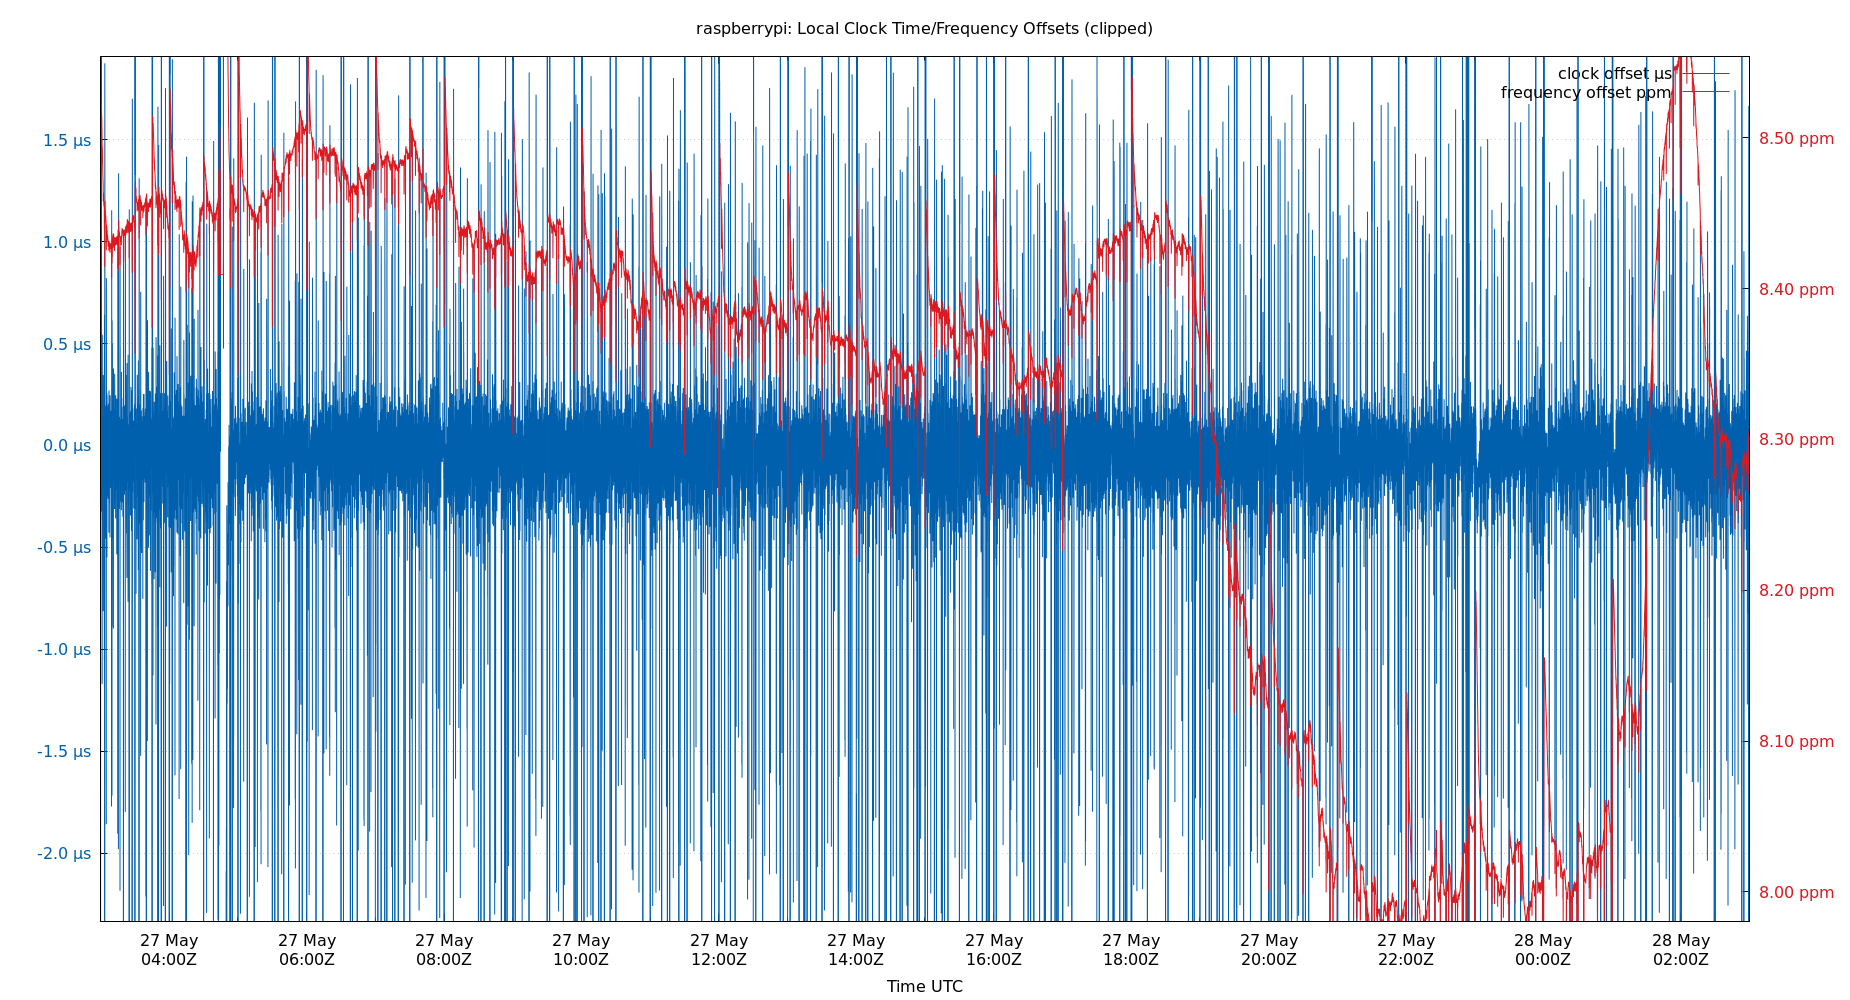 raspberrypi: Local Clock Time/Frequency Offsets (clipped)
clock offset µs
frequency offset ppm
1.5 µs
1.0 µs
0.5 µs
0.0 µs
-0.5 µs
-1.0 µs
-1.5 µs
-2.0 µs
8.50 ppm
8.40 ppm
8.30 ppm
8.20 ppm
8.10 ppm
8.00 ppm
27 May 27 May 27 May 27 May 27 May 27 May 27 May 27 May 27 May 27 May 28 May 28 May
04:00Z 06:00Z 08:00Z 10:00Z 12:00Z 14:00Z 16:00Z 18:00Z 20:00Z 22:00Z 00:00Z 02:00Z
Time UTC